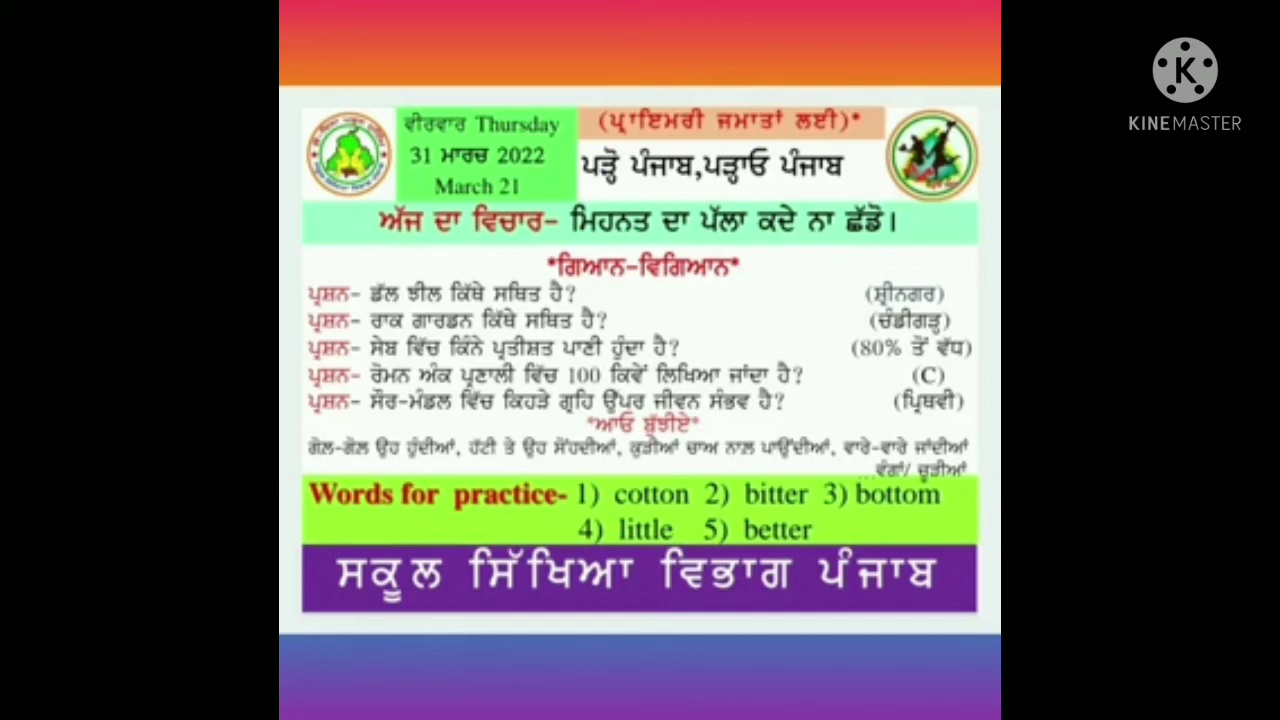 KINEMASTER
ਵੀਰਵਾਰ Thursday
31 ਮਾਰਚ 2022
March 21
(ਪ੍ਰਾਇਮਰੀ ਜਮਾਤਾਂ ਲਈ)*
ਪੜ੍ਹੋ ਪੰਜਾਬ,ਪੜ੍ਹਾਓ ਪੰਜਾਬ
ਅੱਜ ਦਾ ਵਿਚਾਰ- ਮਿਹਨਤ ਦਾ ਪੱਲਾ ਕਦੇ ਨਾ ਛੱਡੋ।
*ਗਿਆਨ-ਵਿਗਿਆਨ*
ਪ੍ਰਸ਼ਨ- ਡੱਲ ਝੀਲ ਕਿੱਥੇ ਸਥਿਤ ਹੈ? (ਸ੍ਰੀਨਗਰ)
ਪ੍ਰਸ਼ਨ- ਰਾਕ ਗਾਰਡਨ ਕਿੱਥੇ ਸਥਿਤ ਹੈ? (ਚੰਡੀਗੜ੍ਹ)
ਪ੍ਰਸ਼ਨ- ਸੇਬ ਵਿੱਚ ਕਿੰਨੇ ਪ੍ਰਤੀਸ਼ਤ ਪਾਣੀ ਹੁੰਦਾ ਹੈ? (80% ਤੋਂ ਵੱਧ)
ਪ੍ਰਸ਼ਨ- ਰੋਮਨ ਅੰਕ ਪ੍ਰਣਾਲੀ ਵਿੱਚ 100 ਕਿਵੇਂ ਲਿਖਿਆ ਜਾਂਦਾ ਹੈ? (C)
ਪ੍ਰਸ਼ਨ- ਸੌਰ-ਮੰਡਲ ਵਿੱਚ ਕਿਹੜੇ ਗ੍ਰਹਿ ਉੱਪਰ ਜੀਵਨ ਸੰਭਵ ਹੈ? (ਪ੍ਰਿਥਵੀ)
*ਆਓ ਬੁੱਝੀਏ*
ਗੋਲ-ਗੋਲ ਉਹ ਹੁੰਦੀਆਂ, ਹੱਟੀ ਤੇ ਉਹ ਸੋਂਹਦੀਆਂ, ਕੁੜੀਆਂ ਚਾਅ ਨਾਲ਼ ਪਾਉਂਦੀਆਂ, ਵਾਰੇ-ਵਾਰੇ ਜਾਂਦੀਆਂ
...ਵੰਗਾਂ/ ਚੂੜੀਆਂ
Words for practice- 1) cotton 2) bitter 3) bottom
4) little 5) better
ਸਕੂਲ ਸਿੱਖਿਆ ਵਿਭਾਗ ਪੰਜਾਬ